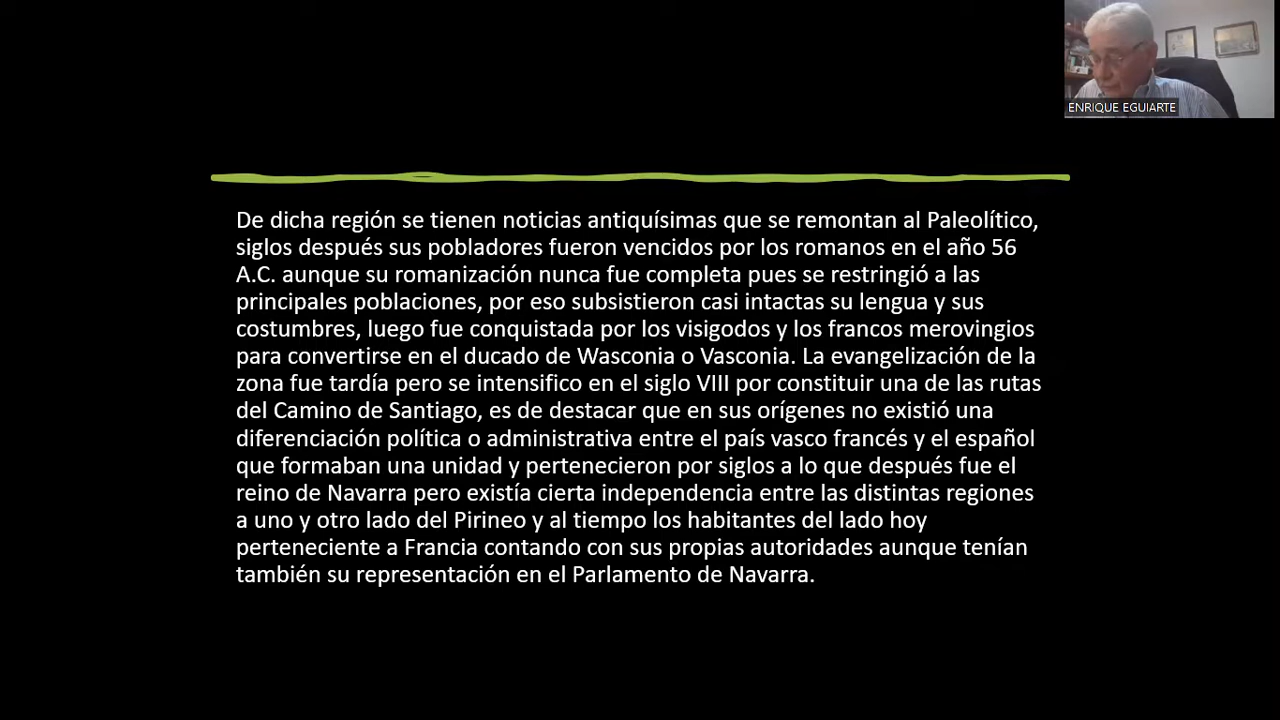 ENRIQUE EGUIARTE
De dicha región se tienen noticias antiquísimas que se remontan al Paleolítico,
siglos después sus pobladores fueron vencidos por los romanos en el año 56
A.C. aunque su romanización nunca fue completa pues se restringió a las
principales poblaciones, por eso subsistieron casi intactas su lengua y sus
costumbres, luego fue conquistada por los visigodos y los francos merovingios
para convertirse en el ducado de Wasconia o Vasconia. La evangelización de la
zona fue tardía pero se intensifico en el siglo VIII por constituir una de las rutas
del Camino de Santiago, es de destacar que en sus orígenes no existió una
diferenciación política o administrativa entre el país vasco francés y el español
que formaban una unidad y pertenecieron por siglos a lo que después fue el
reino de Navarra pero existía cierta independencia entre las distintas regiones
a uno y otro lado del Pirineo y al tiempo los habitantes del lado hoy
perteneciente a Francia contando con sus propias autoridades aunque tenían
también su representación en el Parlamento de Navarra.